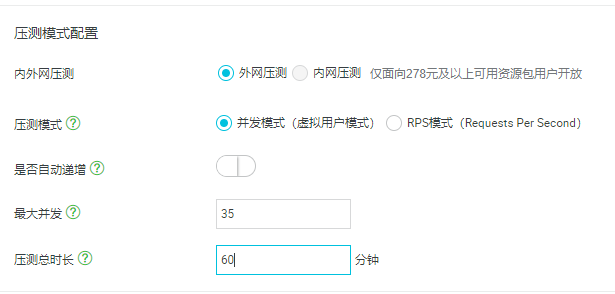 压测模式配置
内外网压测 外网压测 内网压测 仅面向278元及以上可用资源包用户开放
压测模式 ? 并发模式（虚拟用户模式） RPS模式（Requests Per Second）
是否自动递增 ?
最大并发 ? 35
压测总时长 ? 60 分钟